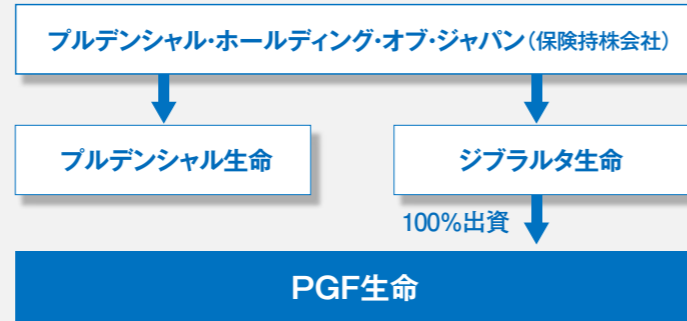 プルデンシャル・ホールディング・オブ・ジャパン（保険持株会社）
プルデンシャル生命
ジブラルタ生命
100%出資
PGF生命